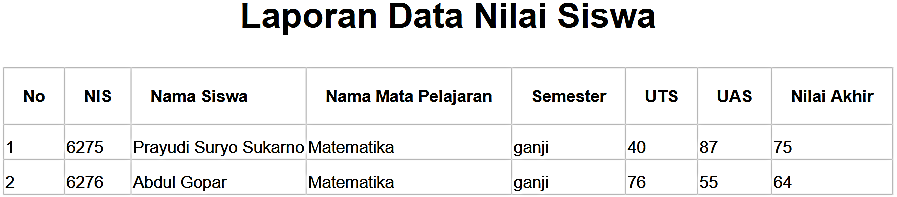 Laporan Data Nilai Siswa
No NIS Nama Siswa Nama Mata Pelajaran Semester UTS UAS Nilai Akhir
1 6275 Prayudi Suryo Sukarno Matematika ganji 40 87 75
2 6276 Abdul Gopar Matematika ganji 76 55 64